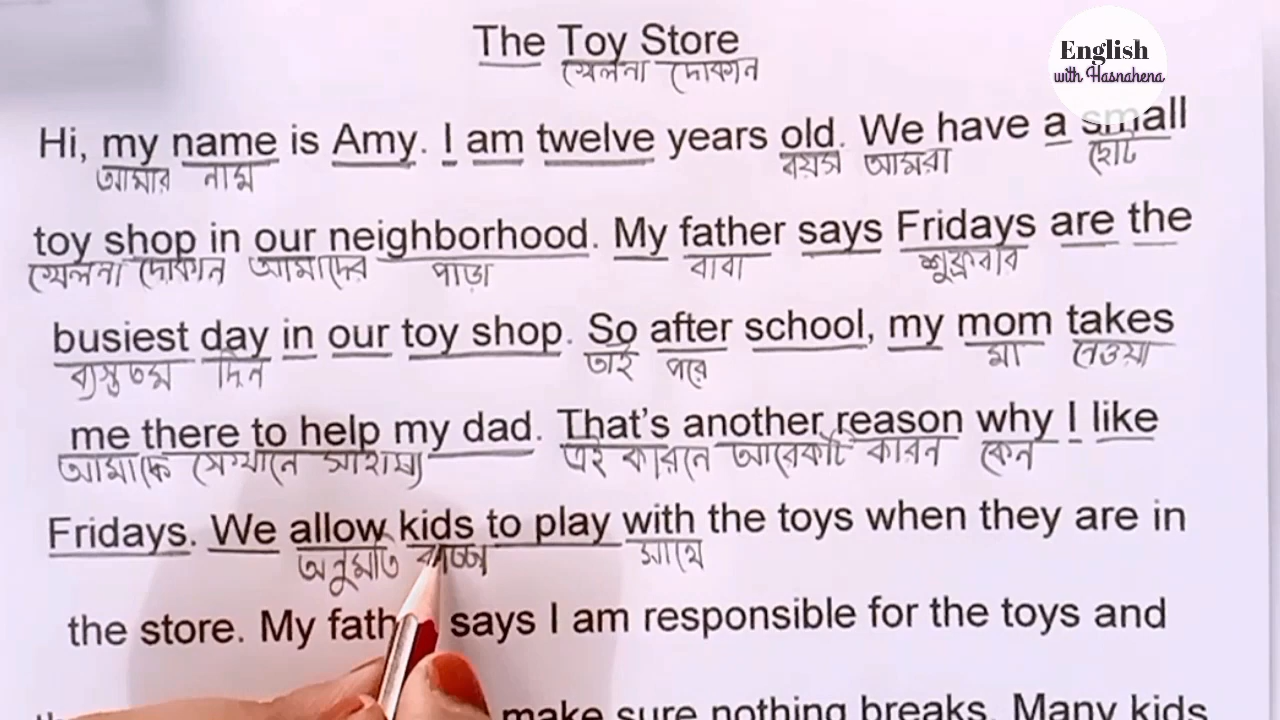 The Toy Store
খেলনা দোকান
English
with Hasnahena
Hi, my name is Amy. I am twelve years old. We have a small
আমার নাম বয়স আমরা ছোট
toy shop in our neighborhood. My father says Fridays are the
খেলনা দোকান আমাদের পাড়া বাবা শুক্রবার
busiest day in our toy shop. So after school, my mom takes
ব্যস্ততম দিন তাই পরে মা নেওয়া
me there to help my dad. That's another reason why I like
আমাকে সেখানে সাহায্য এই কারনে আরেকটি কারন কেন
Fridays. We allow kids to play with the toys when they are in
অনুমতি সাথে
the store. My says I am responsible for the toys and
make sure nothing breaks. Many kids